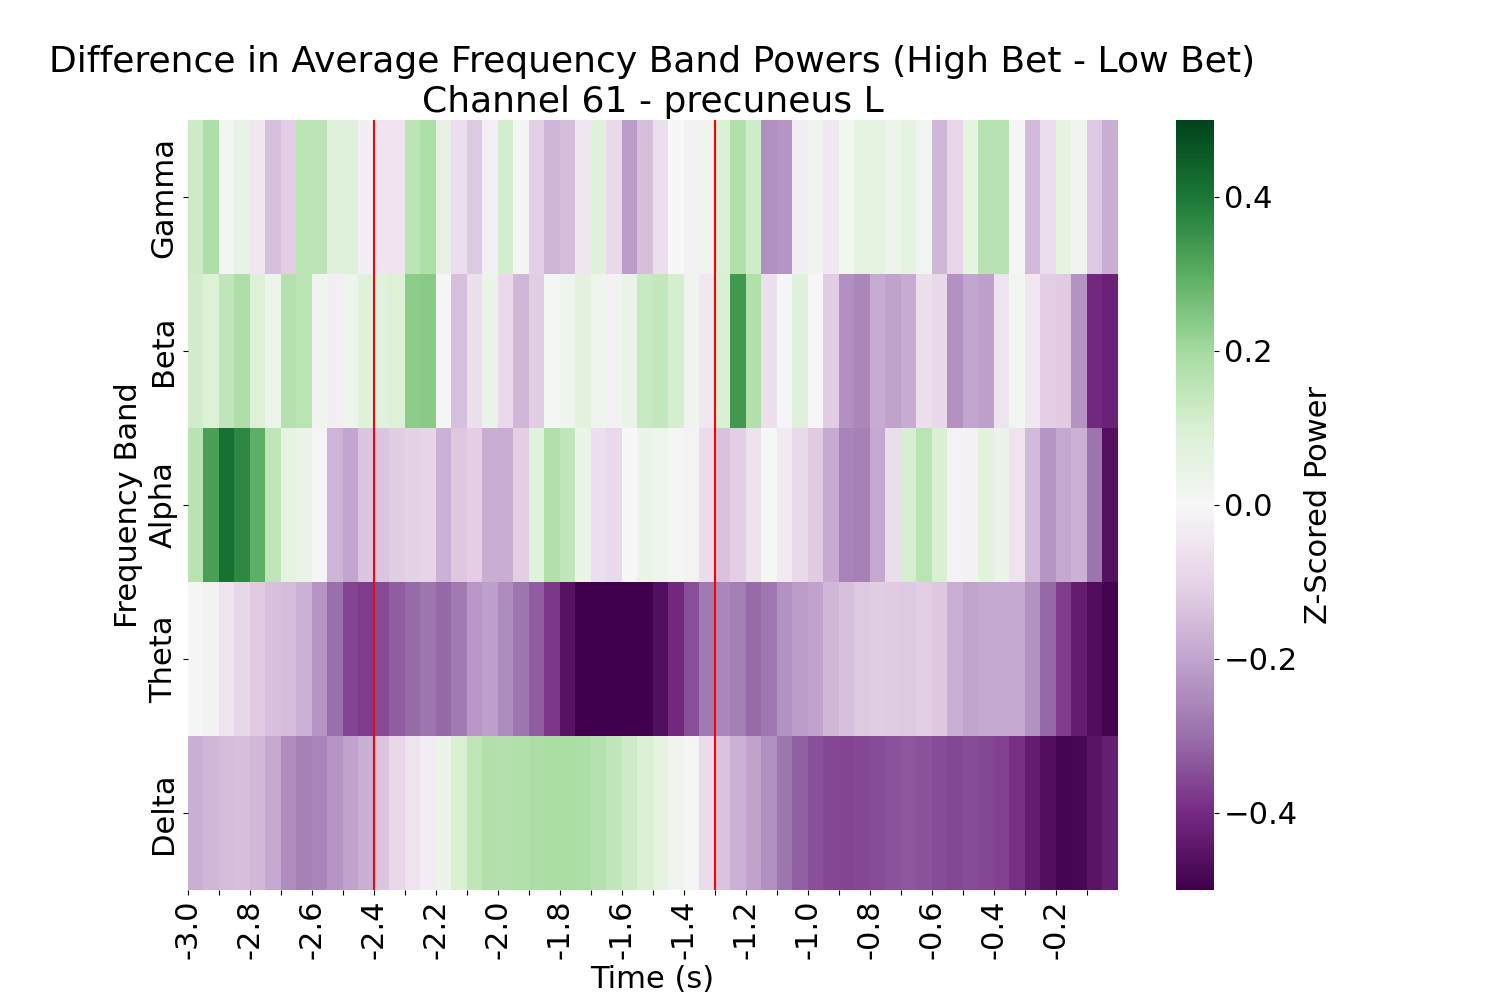 Difference in Average Frequency Band Powers (High Bet - Low Bet)
Channel 61 - precuneus L
Frequency Band
Gamma
Beta
Alpha
Theta
Delta
-3.0
-2.8
-2.6
-2.4
-2.2
-2.0
-1.8
-1.6
-1.4
-1.2
-1.0
-0.8
-0.6
-0.4
-0.2
Time (s)
0.4
0.2
0.0
−0.2
−0.4
Z-Scored Power